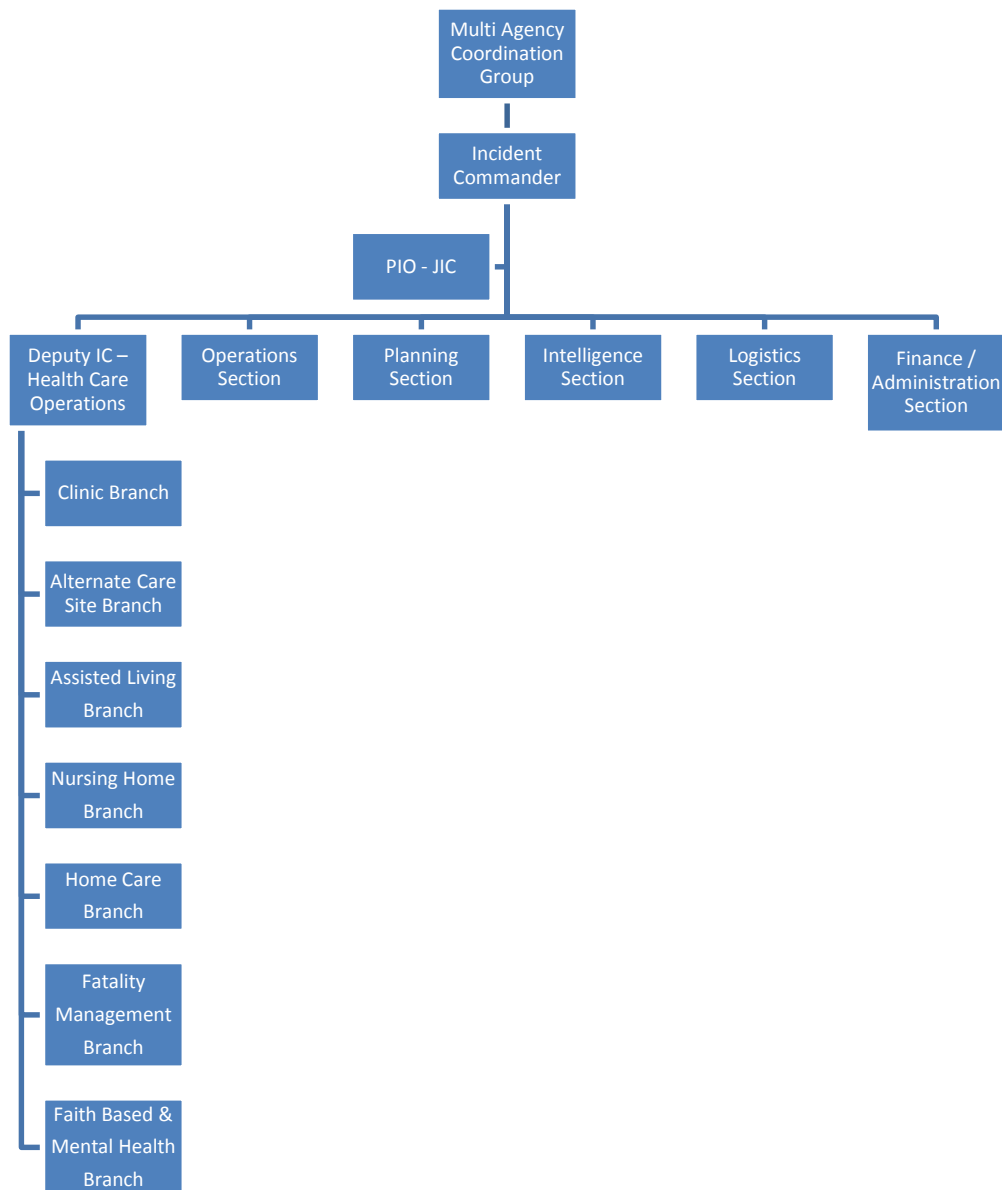 Multi Agency
Coordination
Group
Incident
Commander
PIO - JIC
Deputy IC –
Health Care
Operations
Operations
Section
Planning
Section
Intelligence
Section
Logistics
Section
Finance /
Administration
Section
Clinic Branch
Alternate Care
Site Branch
Assisted Living
Branch
Nursing Home
Branch
Home Care
Branch
Fatality
Management
Branch
Faith Based &
Mental Health
Branch